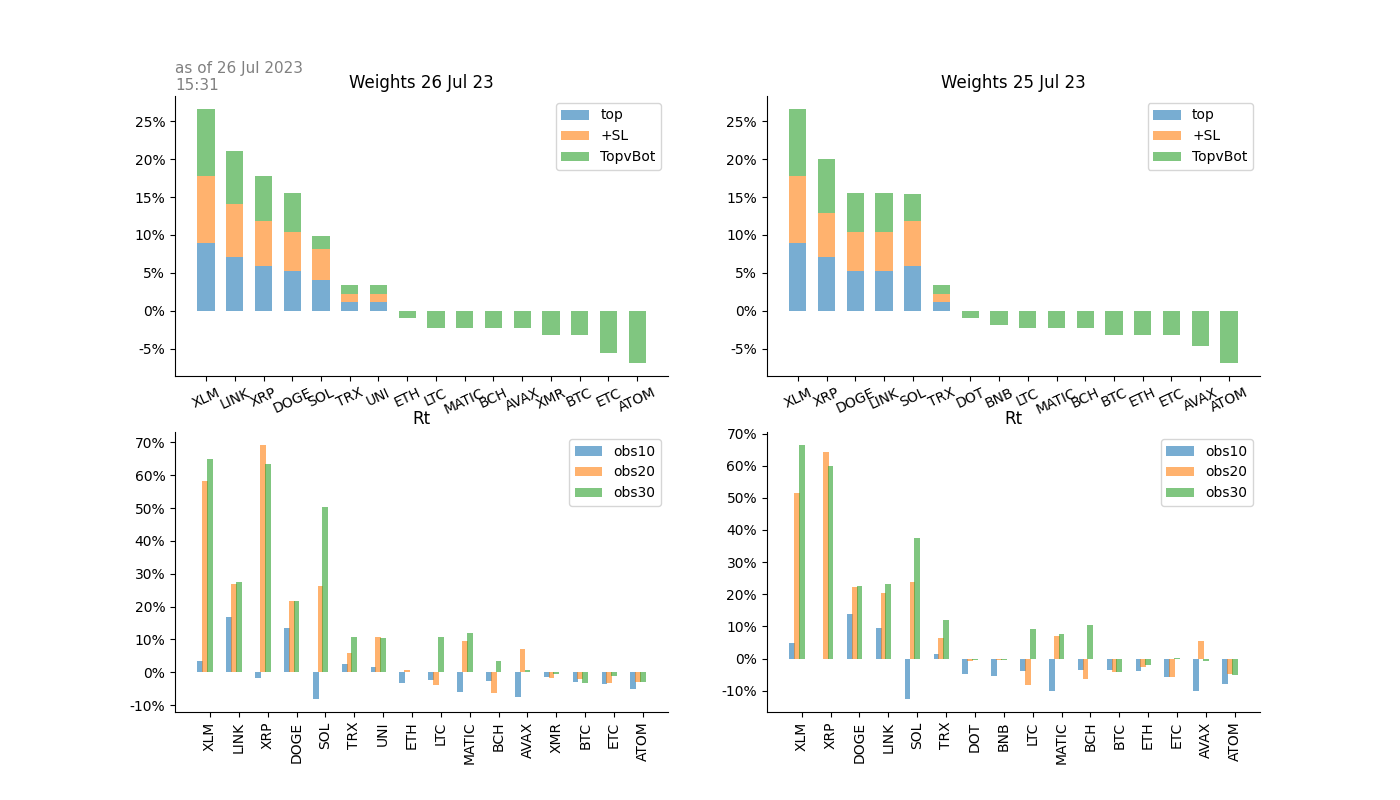 as of 26 Jul 2023
15:31
Weights 26 Jul 23
25%
20%
15%
10%
5%
0%
-5%
top
+SL
TopvBot
XLM LINK XRP DOGE SOL TRX UNI ETH LTC MATIC BCH AVAX XMR BTC ETC ATOM
Weights 25 Jul 23
25%
20%
15%
10%
5%
0%
-5%
top
+SL
TopvBot
XLM XRP DOGE LINK SOL TRX DOT BNB LTC MATIC BCH BTC ETH ETC AVAX ATOM
Rt
70%
60%
50%
40%
30%
20%
10%
0%
-10%
obs10
obs20
obs30
XLM LINK XRP DOGE SOL TRX UNI ETH LTC MATIC BCH AVAX XMR BTC ETC ATOM
Rt
70%
60%
50%
40%
30%
20%
10%
0%
-10%
obs10
obs20
obs30
XLM XRP DOGE LINK SOL TRX DOT BNB LTC MATIC BCH BTC ETH ETC AVAX ATOM